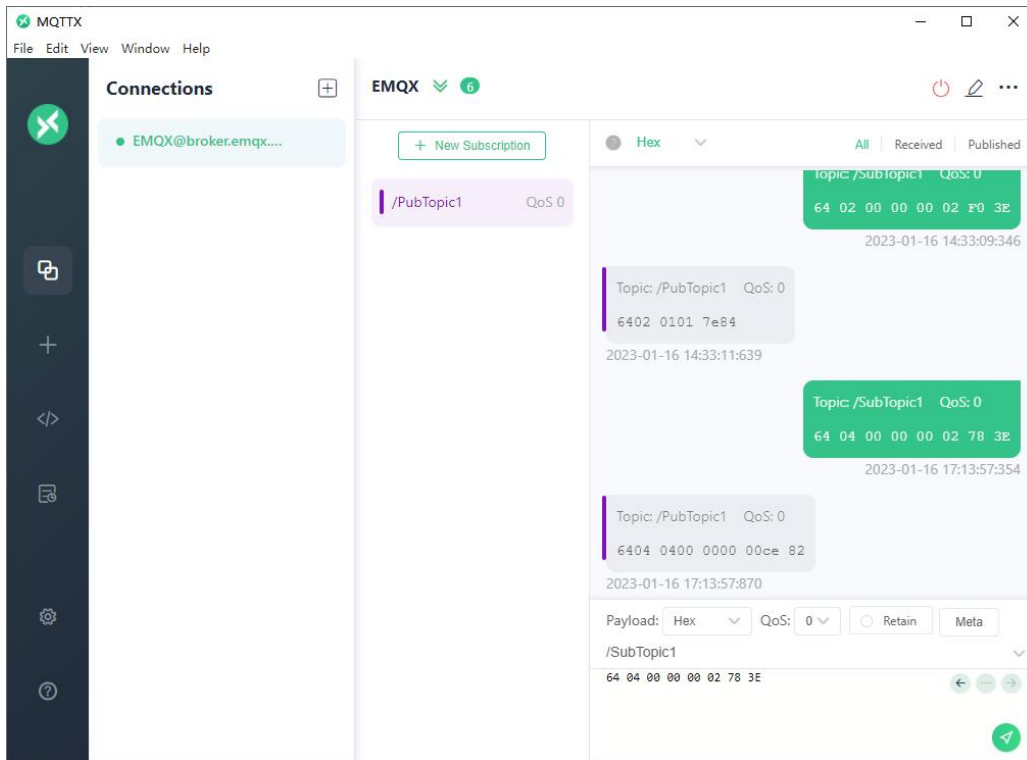 MQTTX
File Edit View Window Help
Connections
EMQX@broker.emqx....
EMQX 6
+ New Subscription
/PubTopic1 QoS 0
Hex
All Received Published
Topic: /SubTopic1 QoS: 0
64 02 00 00 00 02 F0 3E
2023-01-16 14:33:09:346
Topic: /PubTopic1 QoS: 0
6402 0101 7e84
2023-01-16 14:33:11:639
Topic: /SubTopic1 QoS: 0
64 04 00 00 00 02 78 3E
2023-01-16 17:13:57:354
Topic: /PubTopic1 QoS: 0
6404 0400 0000 00ce 82
2023-01-16 17:13:57:870
Payload: Hex QoS: 0 Retain Meta
/SubTopic1
64 04 00 00 00 02 78 3E